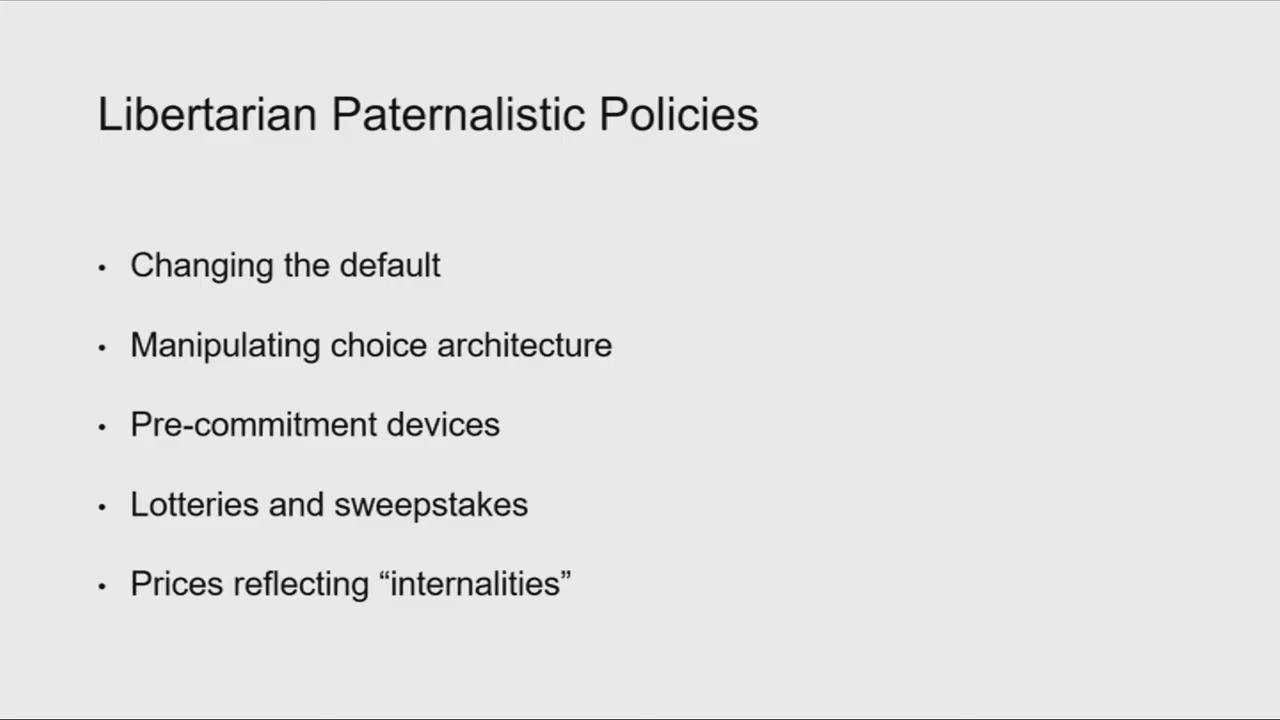 Libertarian Paternalistic Policies
• Changing the default
• Manipulating choice architecture
• Pre-commitment devices
• Lotteries and sweepstakes
• Prices reflecting “internalities”